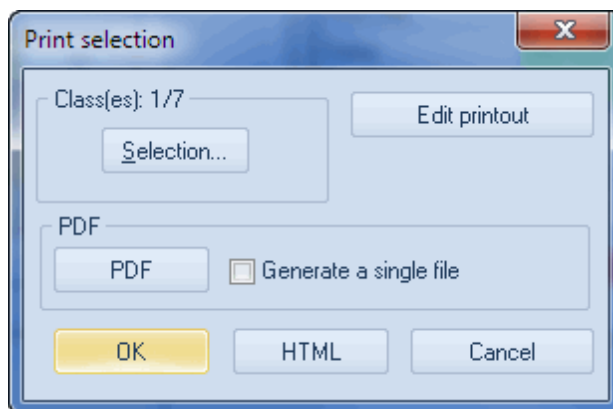 Print selection
Class(es): 1/7
Edit printout
Selection...
PDF
PDF
Generate a single file
OK
HTML
Cancel